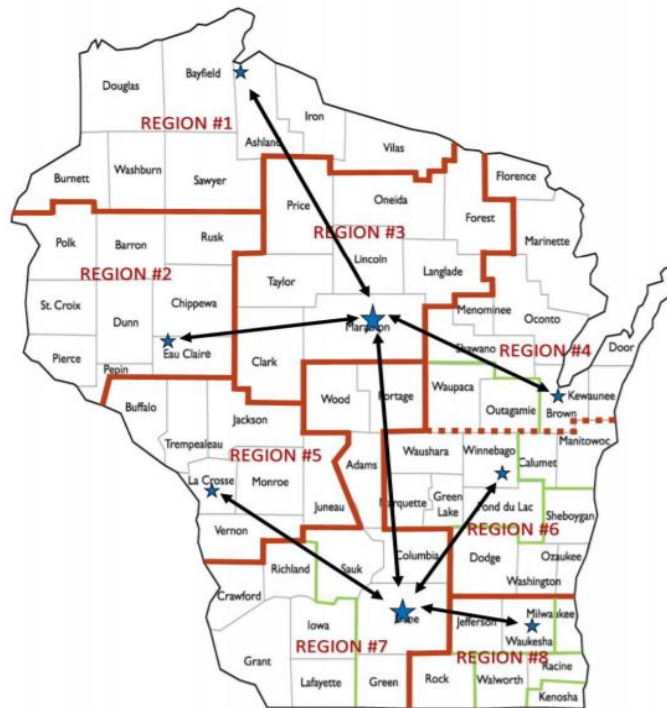 Bayfield
Douglas
REGION #1
Iron
Ashland
Vilas
Washburn
Burnett
Sawyer
Florence
Price
Oneida
Forest
Rusk
Polk
Barron
REGION #3
Marinette
Lincoln
REGION #2
Taylor
Langlade
Chippewa
St. Croix
Menominee
Oconto
Dunn
Marathon
Door
Eau Claire
Shawano
REGION #4
Pierce
Clark
Pepin
Waupaca
Kewaunee
Buffalo
Wood
Portage
Outagamie
Brown
Jackson
Trempealeau
Waushara
Winnebago
Manitowoc
REGION #5
Adams
Calumet
La Crosse
Monroe
Marquette
Green
Lake
Fond du Lac
Juneau
Sheboygan
Vernon
REGION #6
Columbia
Dodge
Ozaukee
Richland
Sauk
Washington
Crawford
Dane
Jefferson
Milwaukee
Iowa
Waukesha
REGION #7
REGION #8
Grant
Racine
Lafayette
Green
Rock
Walworth
Kenosha